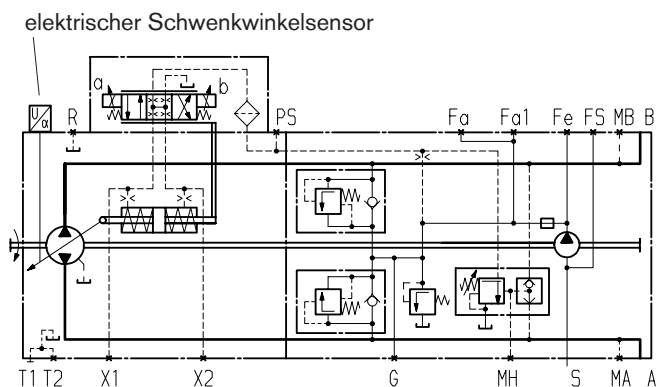 elektrischer Schwenkwinkelsensor
a b
U α R PS Fa Fa1 Fe FS MB B
T1 T2 X1 X2 G MH S MA A